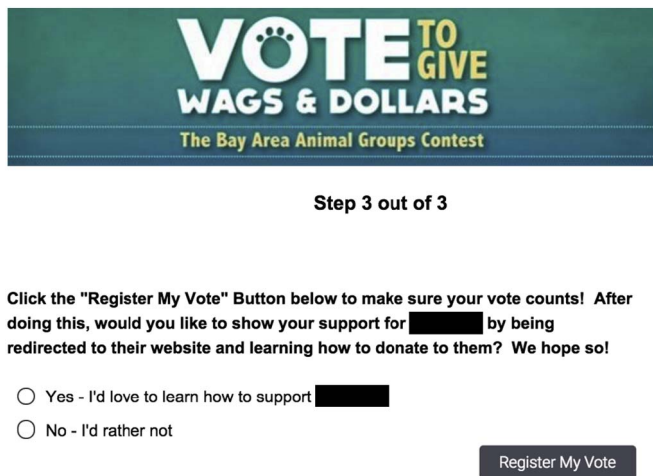 VOTE TO GIVE
WAGS & DOLLARS
The Bay Area Animal Groups Contest
Step 3 out of 3
Click the "Register My Vote" Button below to make sure your vote counts! After
doing this, would you like to show your support for by being
redirected to their website and learning how to donate to them? We hope so!
Yes - I'd love to learn how to support
No - I'd rather not
Register My Vote